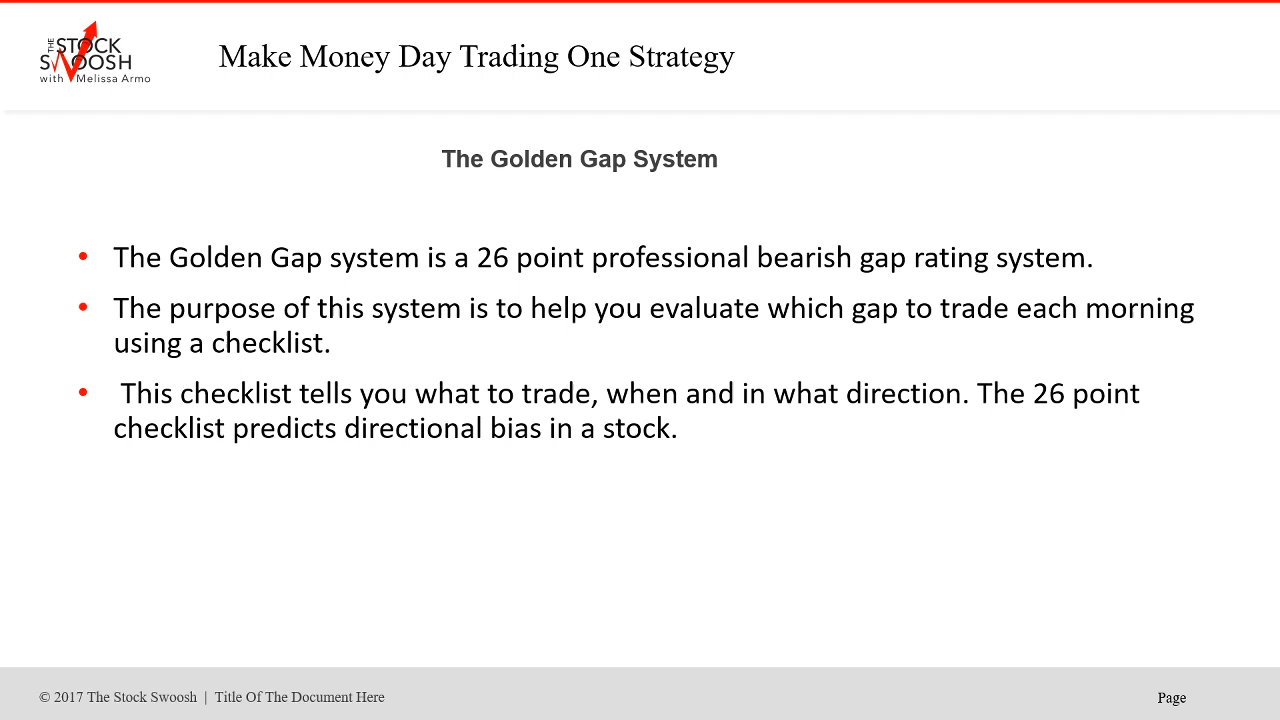 THE
STOCK
SWOOSH
with Melissa Armo
Make Money Day Trading One Strategy
The Golden Gap System
• The Golden Gap system is a 26 point professional bearish gap rating system.
• The purpose of this system is to help you evaluate which gap to trade each morning
using a checklist.
• This checklist tells you what to trade, when and in what direction. The 26 point
checklist predicts directional bias in a stock.
© 2017 The Stock Swoosh | Title Of The Document Here
Page